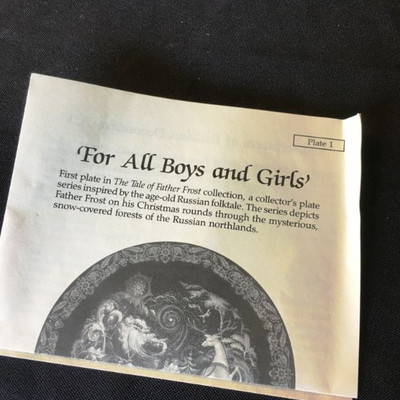 Plate 1
'For All Boys and Girls'
First plate in The Tale of Father Frost collection, a collector's plate
series inspired by the age-old Russian folktale. The series depicts
Father Frost on his Christmas rounds through the mysterious,
snow-covered forests of the Russian northlands.